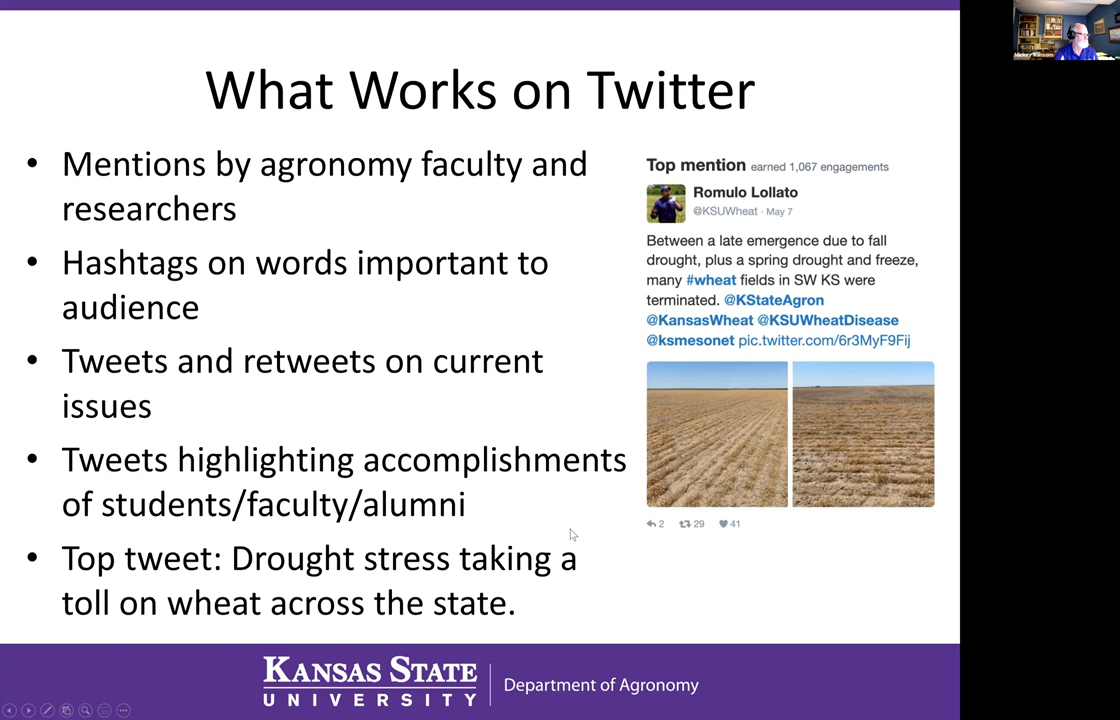 What Works on Twitter
• Mentions by agronomy faculty and
researchers
• Hashtags on words important to
audience
• Tweets and retweets on current
issues
• Tweets highlighting accomplishments
of students/faculty/alumni
• Top tweet: Drought stress taking a
toll on wheat across the state.
Top mention earned 1,067 engagements
Romulo Lollato
@KSUWheat · May 7
Between a late emergence due to fall
drought, plus a spring drought and freeze,
many #wheat fields in SW KS were
terminated. @KStateAgron
@KansasWheat @KSUWheatDisease
@ksmesonet pic.twitter.com/6r3MyF9Fij
2 29 41
KANSAS STATE
UNIVERSITY
Department of Agronomy
Mickey Ransom